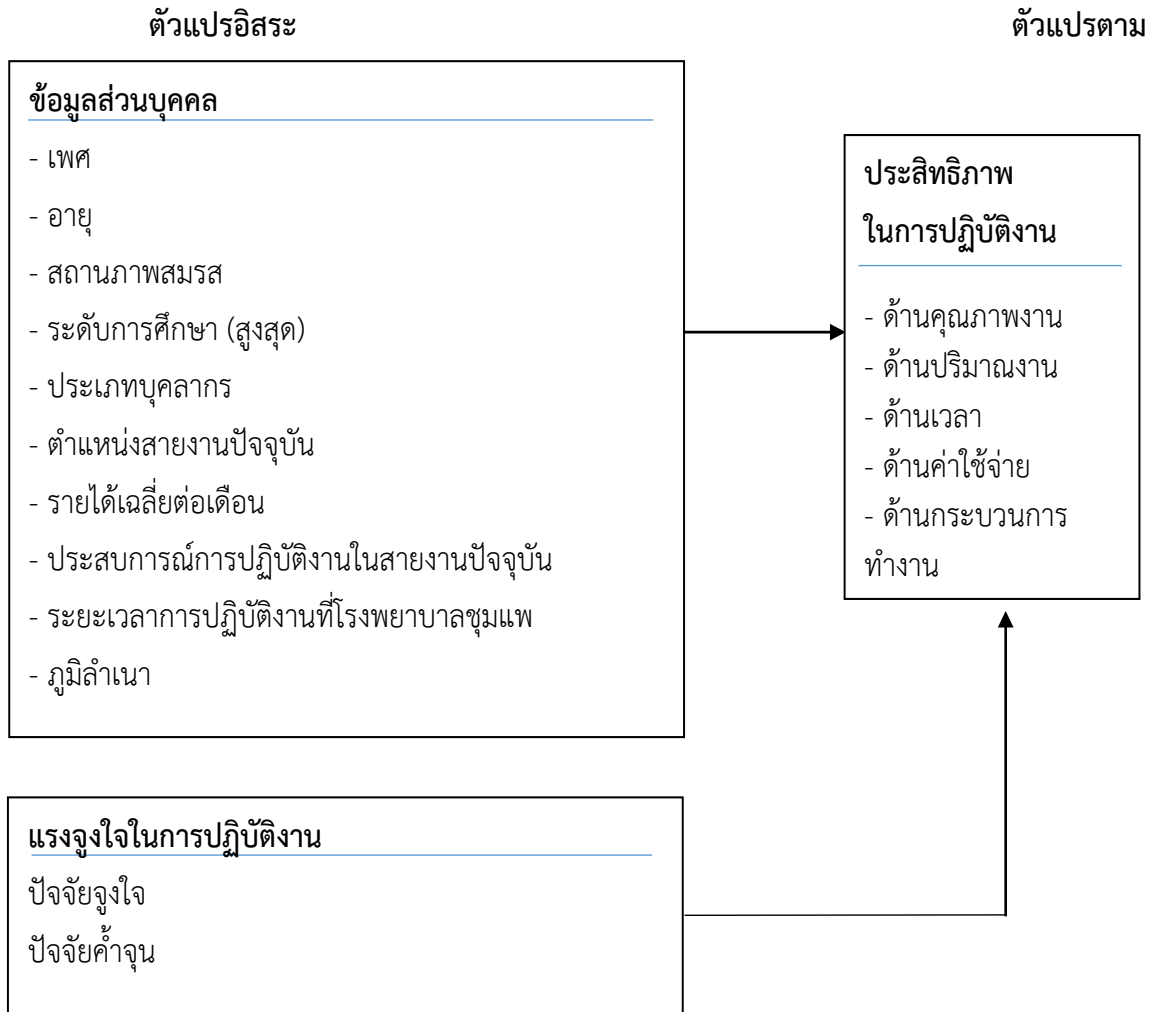 ตัวแปรอิสระ
ตัวแปรตาม
ข้อมูลส่วนบุคคล
- เพศ
- อายุ
- สถานภาพสมรส
- ระดับการศึกษา (สูงสุด)
- ประเภทบุคลากร
- ตำแหน่งสายงานปัจจุบัน
- รายได้เฉลี่ยต่อเดือน
- ประสบการณ์การปฏิบัติงานในสายงานปัจจุบัน
- ระยะเวลาการปฏิบัติงานที่โรงพยาบาลชุมแพ
- ภูมิลำเนา
ประสิทธิภาพ
ในการปฏิบัติงาน
- ด้านคุณภาพงาน
- ด้านปริมาณงาน
- ด้านเวลา
- ด้านค่าใช้จ่าย
- ด้านกระบวนการ
ทำงาน
แรงจูงใจในการปฏิบัติงาน
ปัจจัยจูงใจ
ปัจจัยค้ำจุน